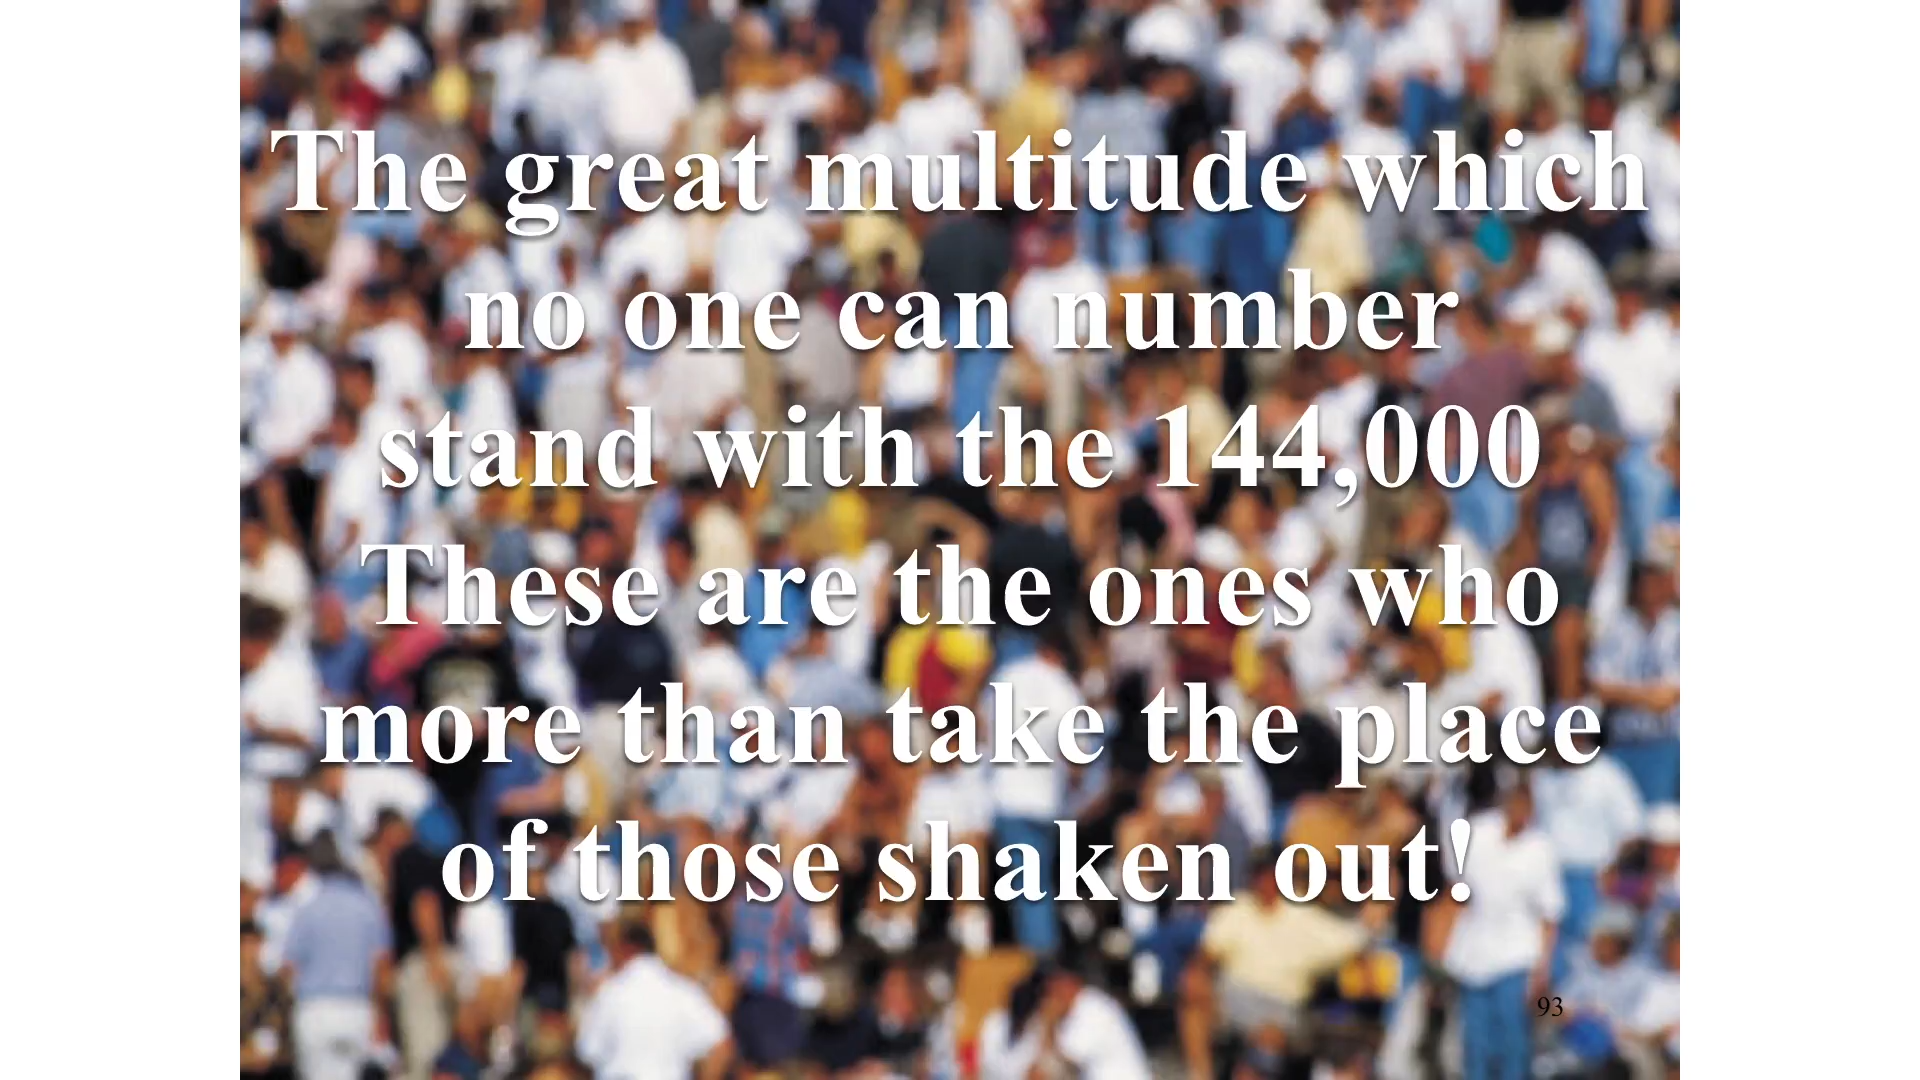 The great multitude which
no one can number
stand with the 144,000
These are the ones who
more than take the place
of those shaken out!
93